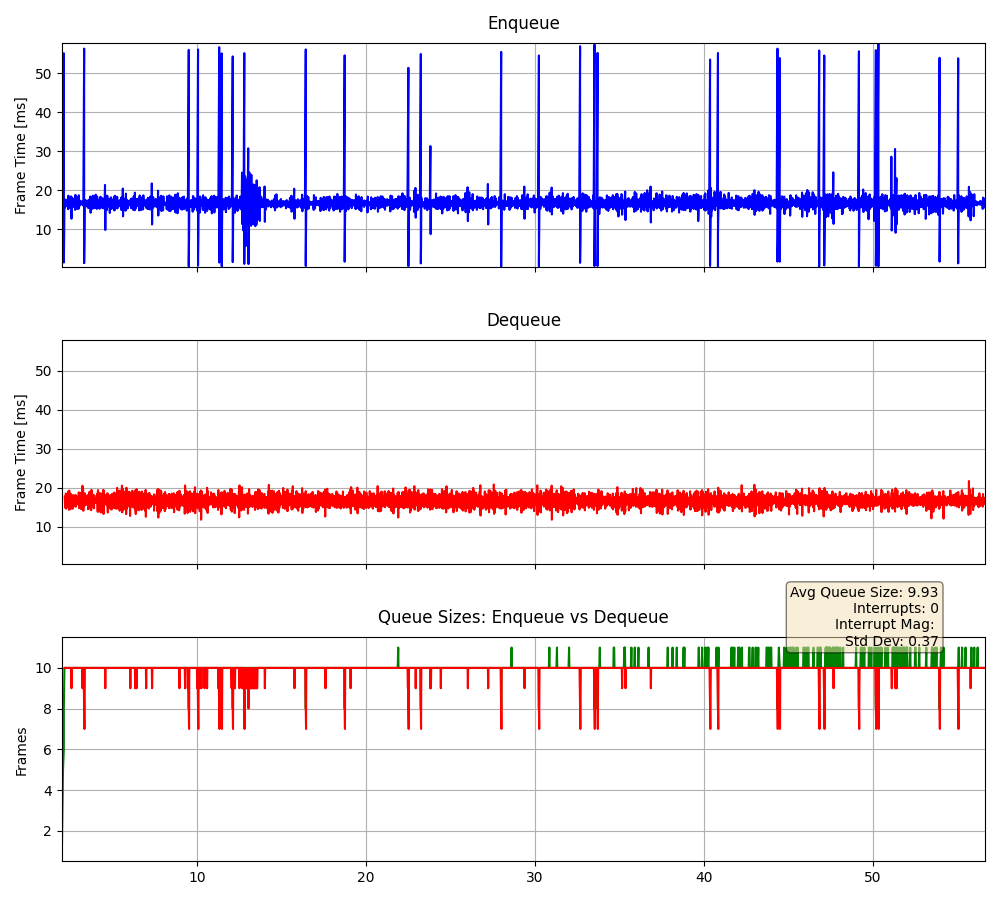 Enqueue
Frame Time [ms]
50
40
30
20
10
Dequeue
Frame Time [ms]
50
40
30
20
10
Avg Queue Size: 9.93
Interrupts: 0
Interrupt Mag:
Std Dev: 0.37
Queue Sizes: Enqueue vs Dequeue
Frames
10
8
6
4
2
10 20 30 40 50